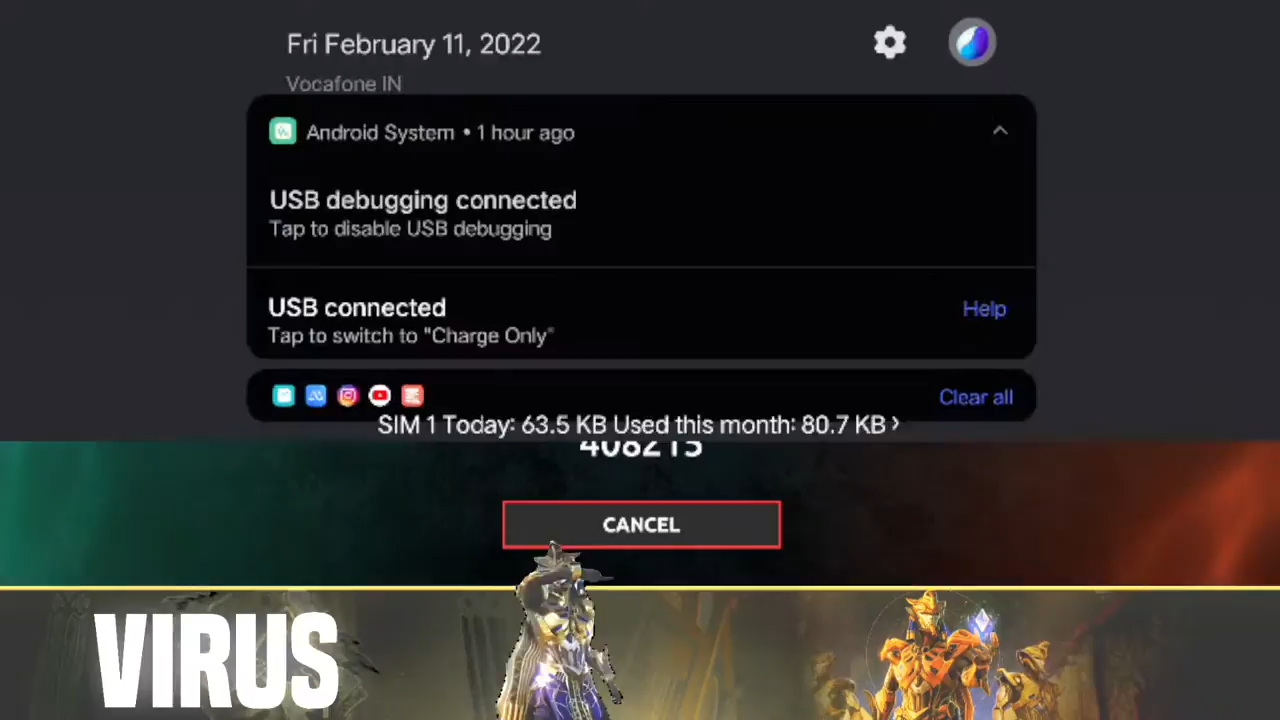 Fri February 11, 2022
Vocafone IN
Android System • 1 hour ago
USB debugging connected
Tap to disable USB debugging
USB connected
Help
Tap to switch to "Charge Only"
Clear all
SIM 1 Today: 63.5 KB Used this month: 80.7 KB >
408215
CANCEL
VIRUS